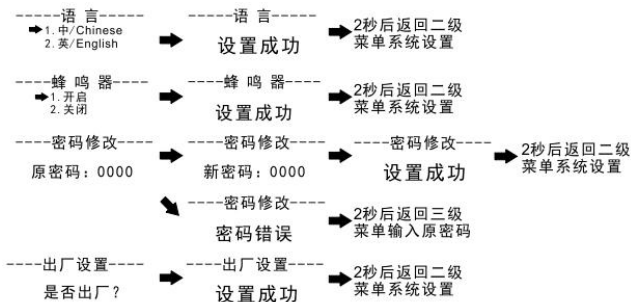 ------语 言------
------语 言------
2秒后返回二级
➡1. 中/Chinese
2. 英/English
设置成功
菜单系统设置
----蜂 鸣 器----
----蜂 鸣 器----
2秒后返回二级
➡1. 开启
2. 关闭
设置成功
菜单系统设置
----密码修改----
----密码修改----
----密码修改----
2秒后返回二级
原密码：0000
新密码：0000
设置成功
菜单系统设置
----密码修改----
2秒后返回三级
密码错误
菜单输入原密码
----出厂设置----
----出厂设置----
2秒后返回二级
是否出厂？
设置成功
菜单系统设置